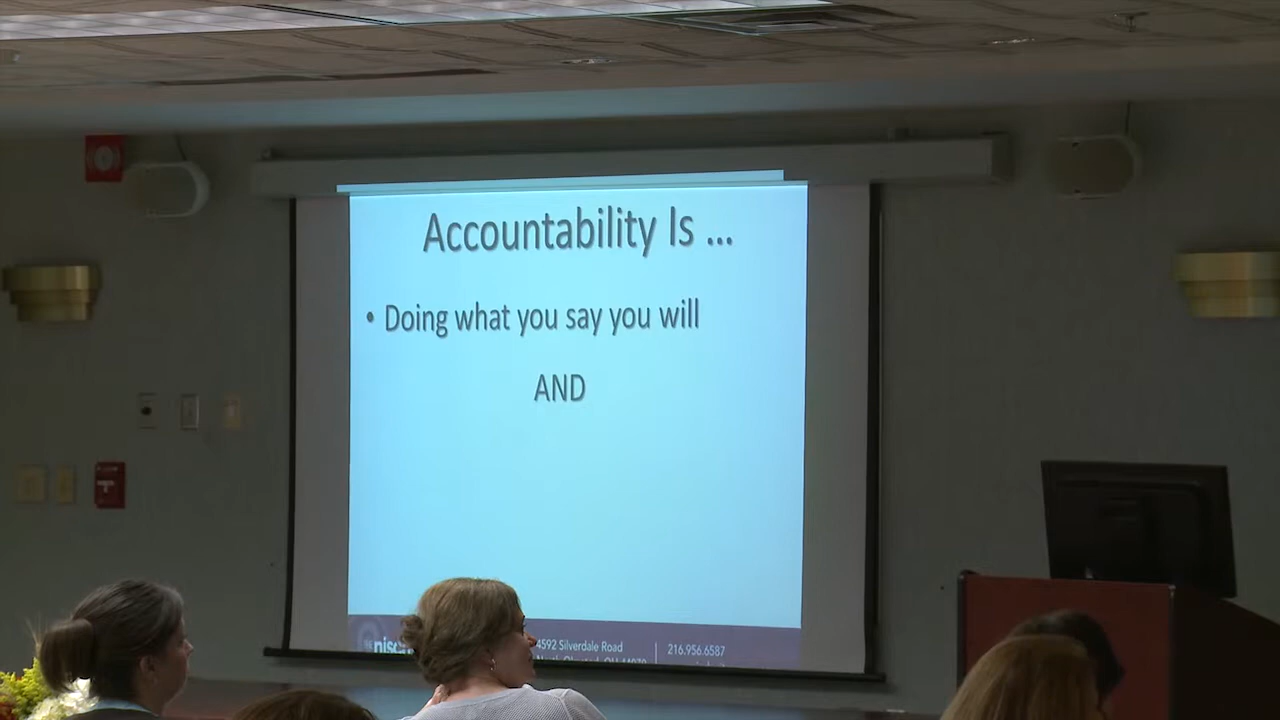 Accountability Is ...
• Doing what you say you will
AND
4592 Silverdale Road
216.956.6587